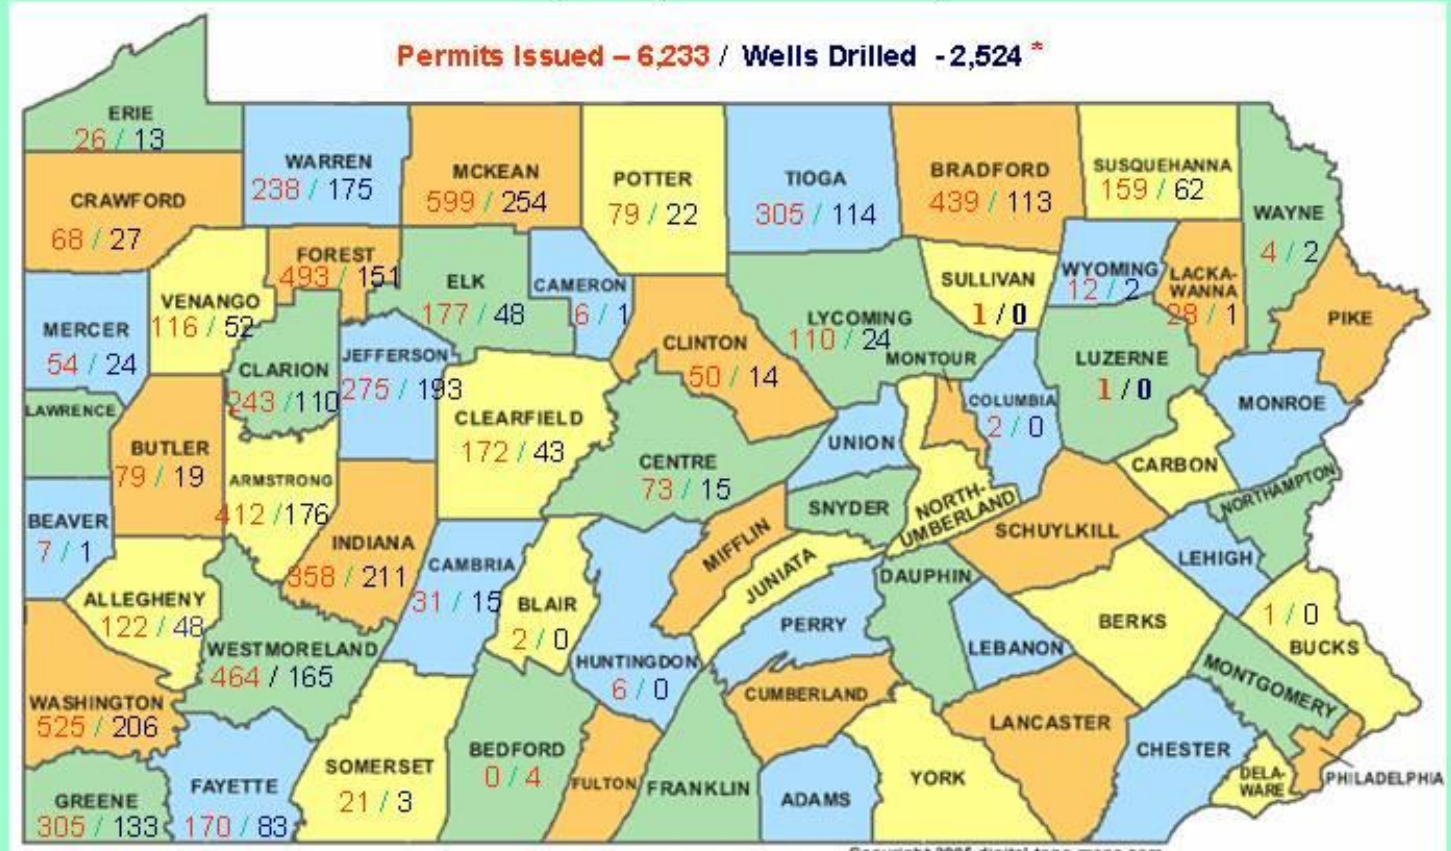 Permits Issued – 6,233 / Wells Drilled - 2,524 *
ERIE
26 / 13
WARREN
238 / 175
MCKEAN
599 / 254
POTTER
79 / 22
TIOGA
305 / 114
BRADFORD
439 / 113
SUSQUEHANNA
159 / 62
WAYNE
4 / 2
CRAWFORD
68 / 27
FOREST
493 / 151
ELK
177 / 48
CAMERON
6 / 1
SULLIVAN
1 / 0
WYOMING
12 / 2
LACKA-
WANNA
28 / 1
PIKE
MERCER
54 / 24
VENANGO
116 / 52
CLARION
243 / 110
JEFFERSON
275 / 193
CLINTON
50 / 14
LYCOMING
110 / 24
MONTOUR
COLUMBIA
2 / 0
LUZERNE
1 / 0
MONROE
LAWRENCE
BUTLER
79 / 19
ARMSTRONG
412 / 176
CLEARFIELD
172 / 43
CENTRE
73 / 15
UNION
SNYDER
NORTH-
UMBERLAND
CARBON
NORTHAMPTON
BEAVER
7 / 1
INDIANA
358 / 211
CAMBRIA
31 / 15
BLAIR
2 / 0
MIFFLIN
JUNIATA
DAUPHIN
SCHUYLKILL
LEHIGH
ALLEGHENY
122 / 48
WESTMORELAND
464 / 165
HUNTINGDON
6 / 0
PERRY
LEBANON
BERKS
1 / 0
BUCKS
MONTGOMERY
WASHINGTON
525 / 206
CUMBERLAND
LANCASTER
CHESTER
DELA-
WARE
PHILADELPHIA
GREENE
305 / 133
FAYETTE
170 / 83
SOMERSET
21 / 3
BEDFORD
0 / 4
FULTON
FRANKLIN
ADAMS
YORK